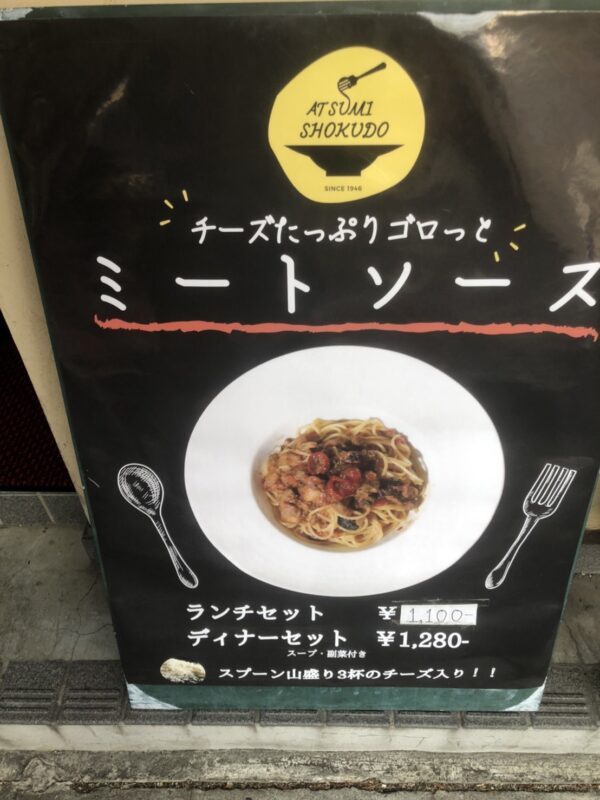 ATSUMI
SHOKUDO
SINCE 1946
チーズたっぷりゴロっと
ミートソース
ランチセット ¥1,100-
ディナーセット ¥1,280-
スープ・副菜付き
スプーン山盛り3杯のチーズ入り！！